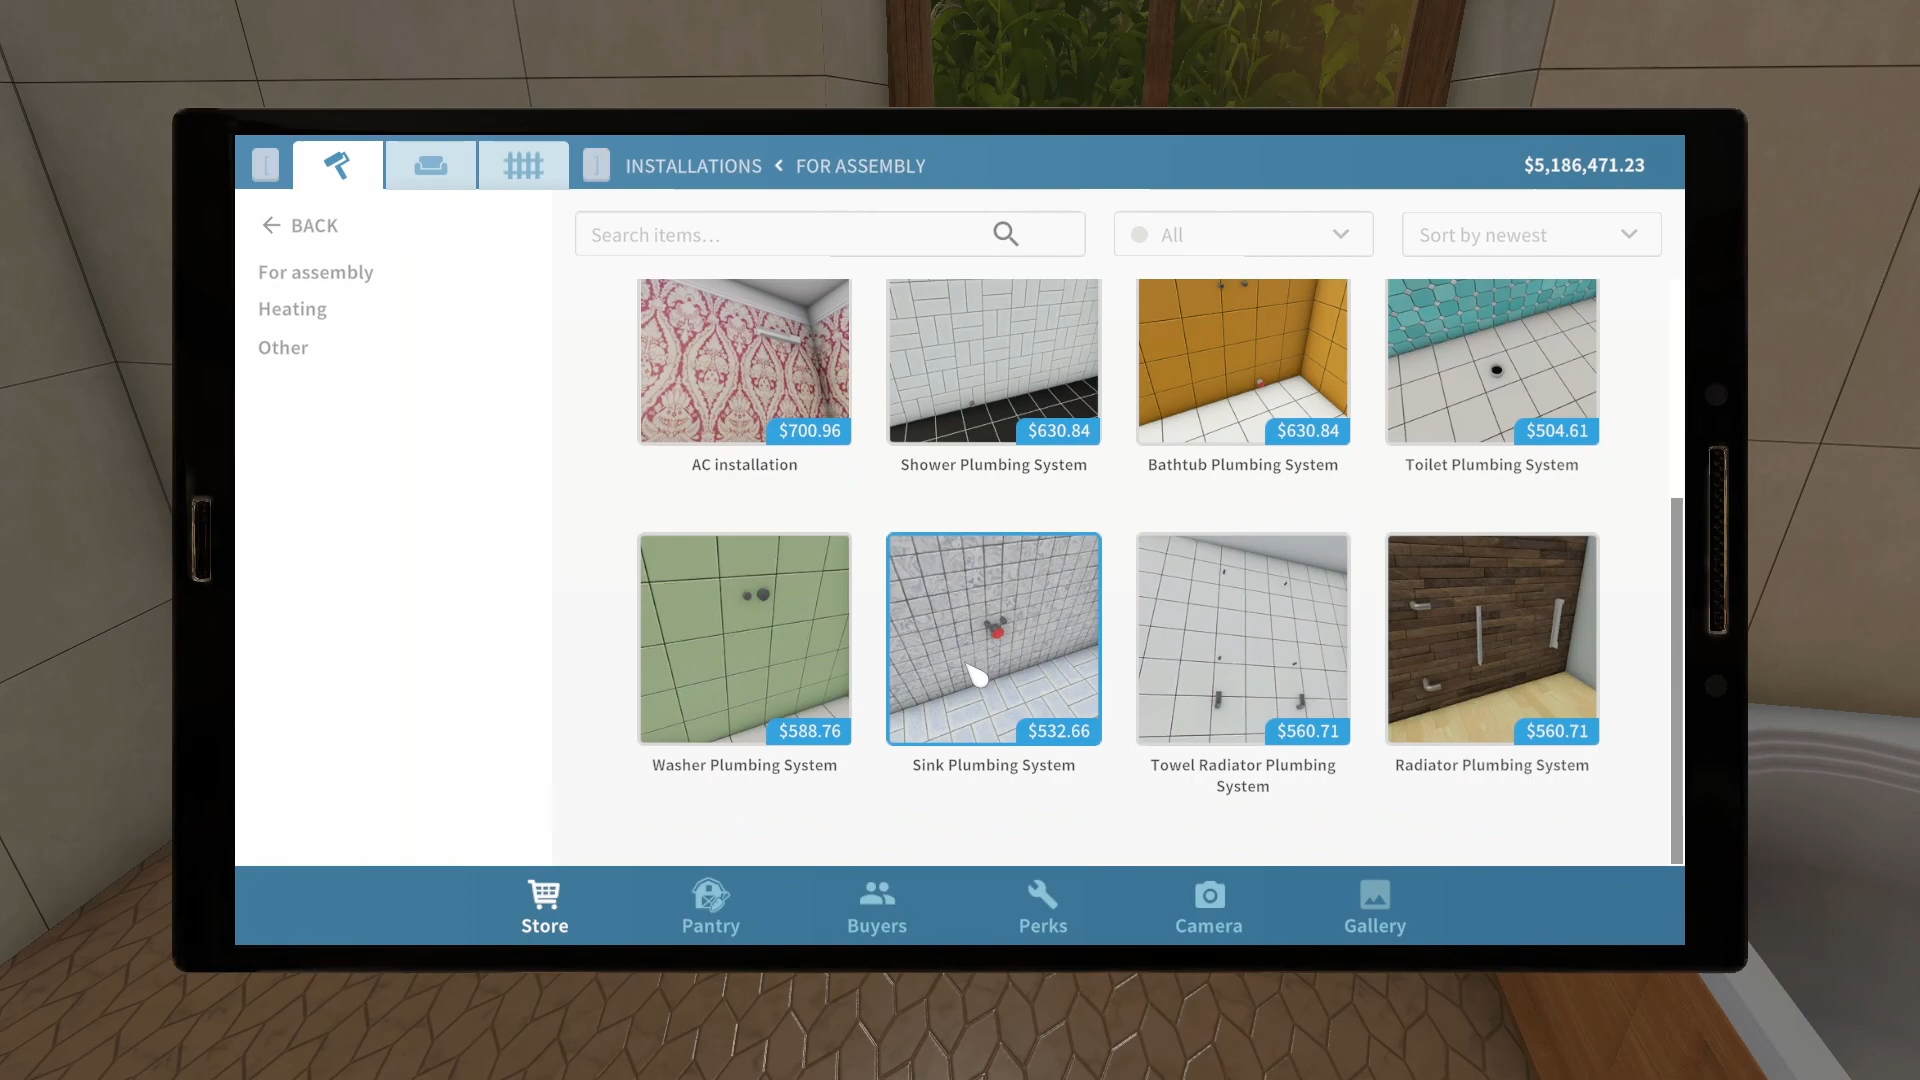 [
]
INSTALLATIONS < FOR ASSEMBLY
$5,186,471.23
BACK
For assembly
Heating
Other
Search items...
All
Sort by newest
$700.96
$630.84
$630.84
$504.61
AC installation
Shower Plumbing System
Bathtub Plumbing System
Toilet Plumbing System
$588.76
$532.66
$560.71
$560.71
Washer Plumbing System
Sink Plumbing System
Towel Radiator Plumbing
System
Radiator Plumbing System
Store
Pantry
Buyers
Perks
Camera
Gallery